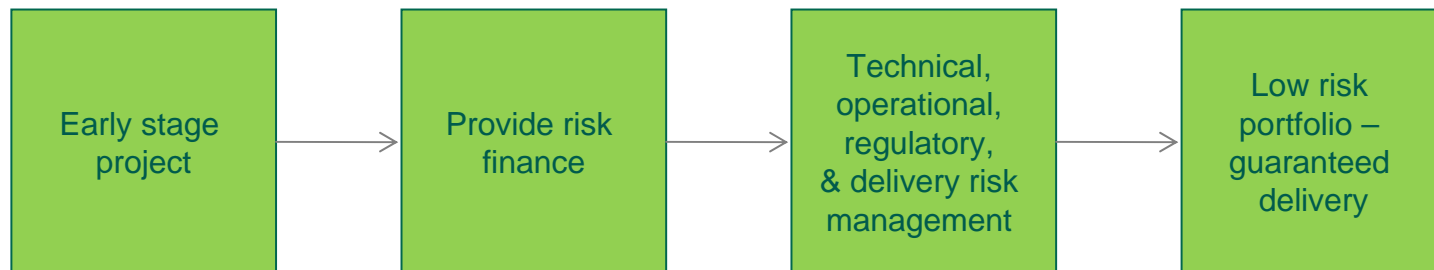 Early stage
project
Provide risk
finance
Technical,
operational,
regulatory,
& delivery risk
management
Low risk
portfolio –
guaranteed
delivery